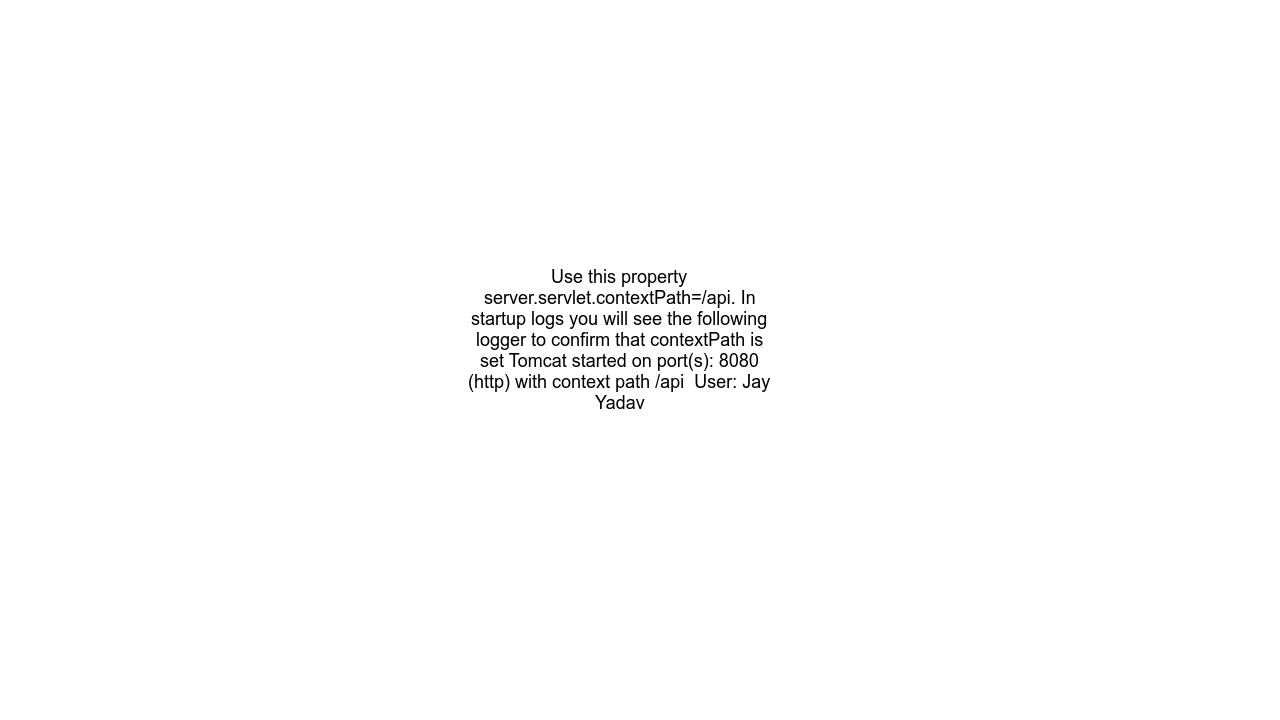 Use this property
server.servlet.contextPath=/api. In
startup logs you will see the following
logger to confirm that contextPath is
set Tomcat started on port(s): 8080
(http) with context path /api  User: Jay
Yadav